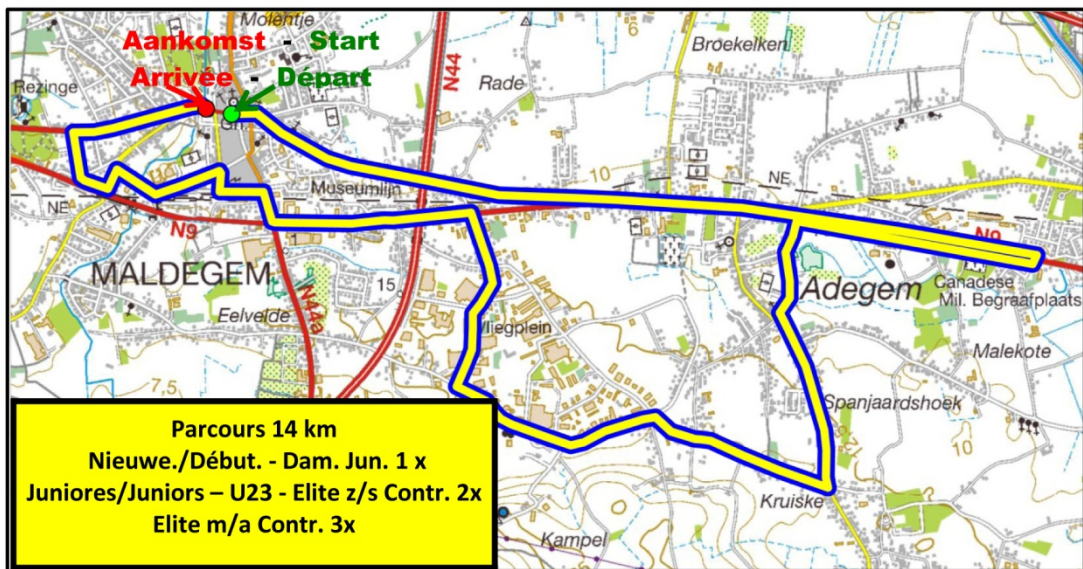 Molentje
Aankomst - Start
Arrivée - Départ
N44
Broekelken
Rade
Rezinge
6
10
Museumlijn
NE
NE
N9
N9
MALDEGEM
N44a
15
Eelvelde
Vliegplein
Adegem
Canadese
Mil. Begraafplaats
Malekote
7,5
Spanjaardshoek
10
12,5
Kruiske
Kampel
Parcours 14 km
Nieuwe./Début. - Dam. Jun. 1 x
Juniores/Juniors – U23 - Elite z/s Contr. 2x
Elite m/a Contr. 3x